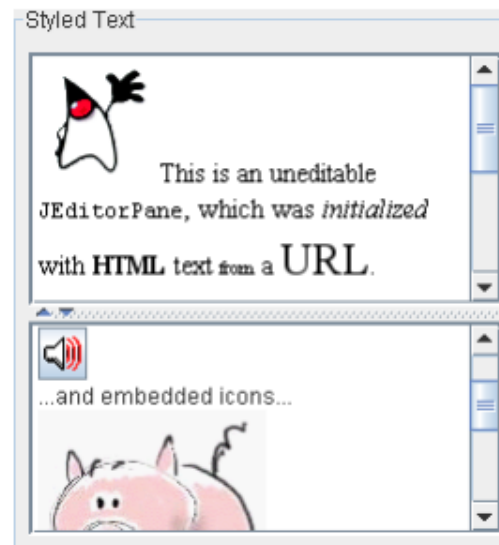 Styled Text
This is an uneditable
JEditorPane, which was initialized
with HTML text from a URL.
...and embedded icons...